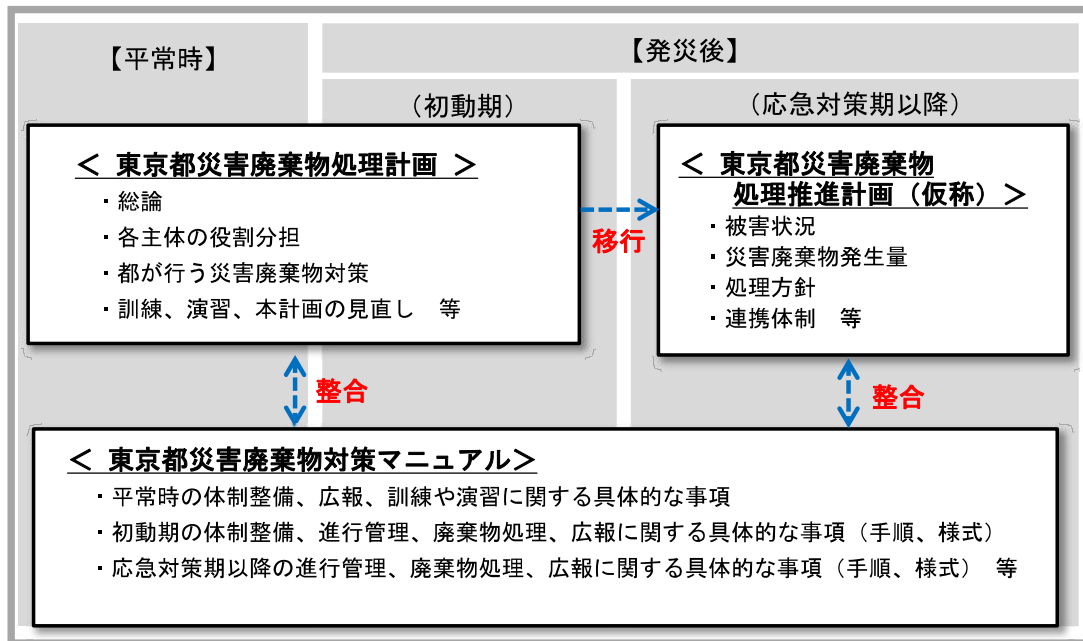 【平常時】
【発災後】
（初動期）
（応急対策期以降）
＜ 東京都災害廃棄物処理計画 ＞
・総論
・各主体の役割分担
・都が行う災害廃棄物対策
・訓練、演習、本計画の見直し　等
移行
＜ 東京都災害廃棄物
処理推進計画（仮称）＞
・被害状況
・災害廃棄物発生量
・処理方針
・連携体制　等
整合
整合
＜ 東京都災害廃棄物対策マニュアル＞
・平常時の体制整備、広報、訓練や演習に関する具体的な事項
・初動期の体制整備、進行管理、廃棄物処理、広報に関する具体的な事項（手順、様式）
・応急対策期以降の進行管理、廃棄物処理、広報に関する具体的な事項（手順、様式）　等